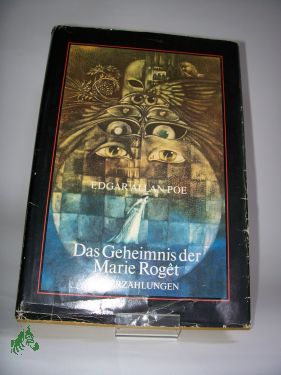 EDGAR ALLAN POE
Das Geheimnis der
Marie Rogêt
ERZÄHLUNGEN